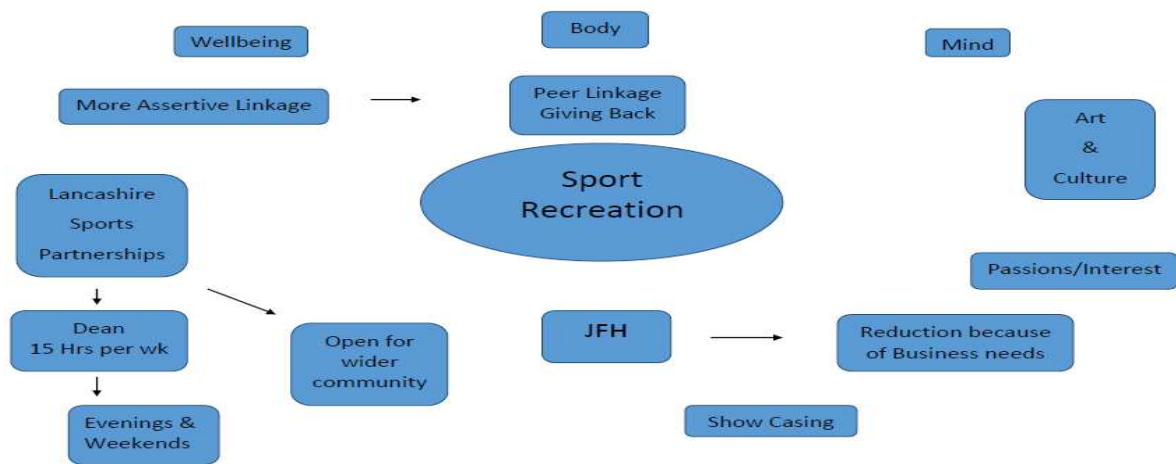 Wellbeing
Body
Mind
More Assertive Linkage
Peer Linkage
Giving Back
Art
&
Culture
Sport
Recreation
Lancashire
Sports
Partnerships
Passions/Interest
Dean
15 Hrs per wk
Open for
wider
community
JFH
Reduction because
of Business needs
Evenings &
Weekends
Show Casing